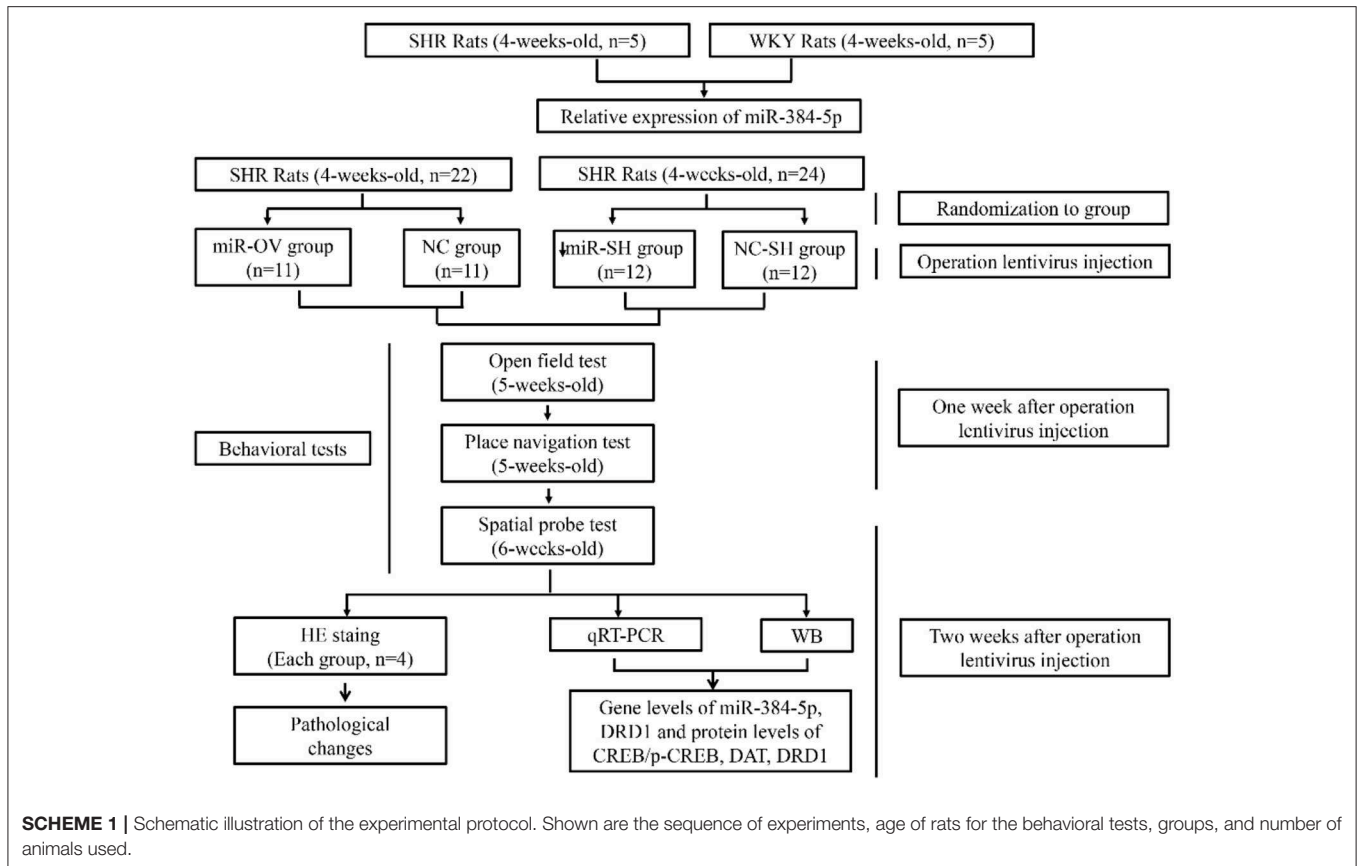 SHR Rats (4-weeks-old, n=5)
WKY Rats (4-weeks-old, n=5)
Relative expression of miR-384-5p
SHR Rats (4-weeks-old, n=22)
SHR Rats (4-weeks-old, n=24)
Randomization to group
miR-OV group
(n=11)
NC group
(n=11)
miR-SH group
(n=12)
NC-SH group
(n=12)
Operation lentivirus injection
Open field test
(5-weeks-old)
One week after operation
lentivirus injection
Place navigation test
(5-weeks-old)
Behavioral tests
Spatial probe test
(6-weeks-old)
HE staing
(Each group, n=4)
qRT-PCR
WB
Two weeks after operation
lentivirus injection
Pathological
changes
Gene levels of miR-384-5p,
DRD1 and protein levels of
CREB/p-CREB, DAT, DRD1
SCHEME 1 | Schematic illustration of the experimental protocol. Shown are the sequence of experiments, age of rats for the behavioral tests, groups, and number of
animals used.